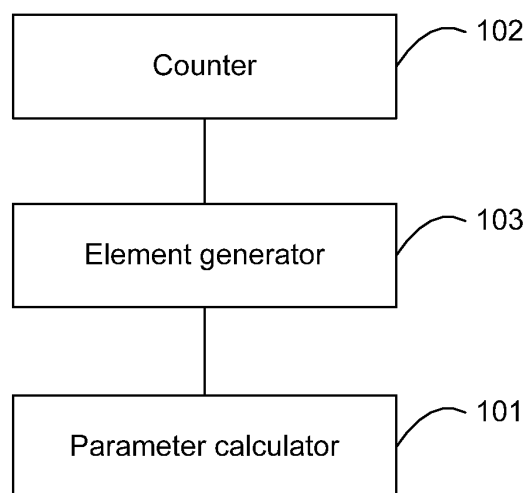 Counter
102
Element generator
103
Parameter calculator
101